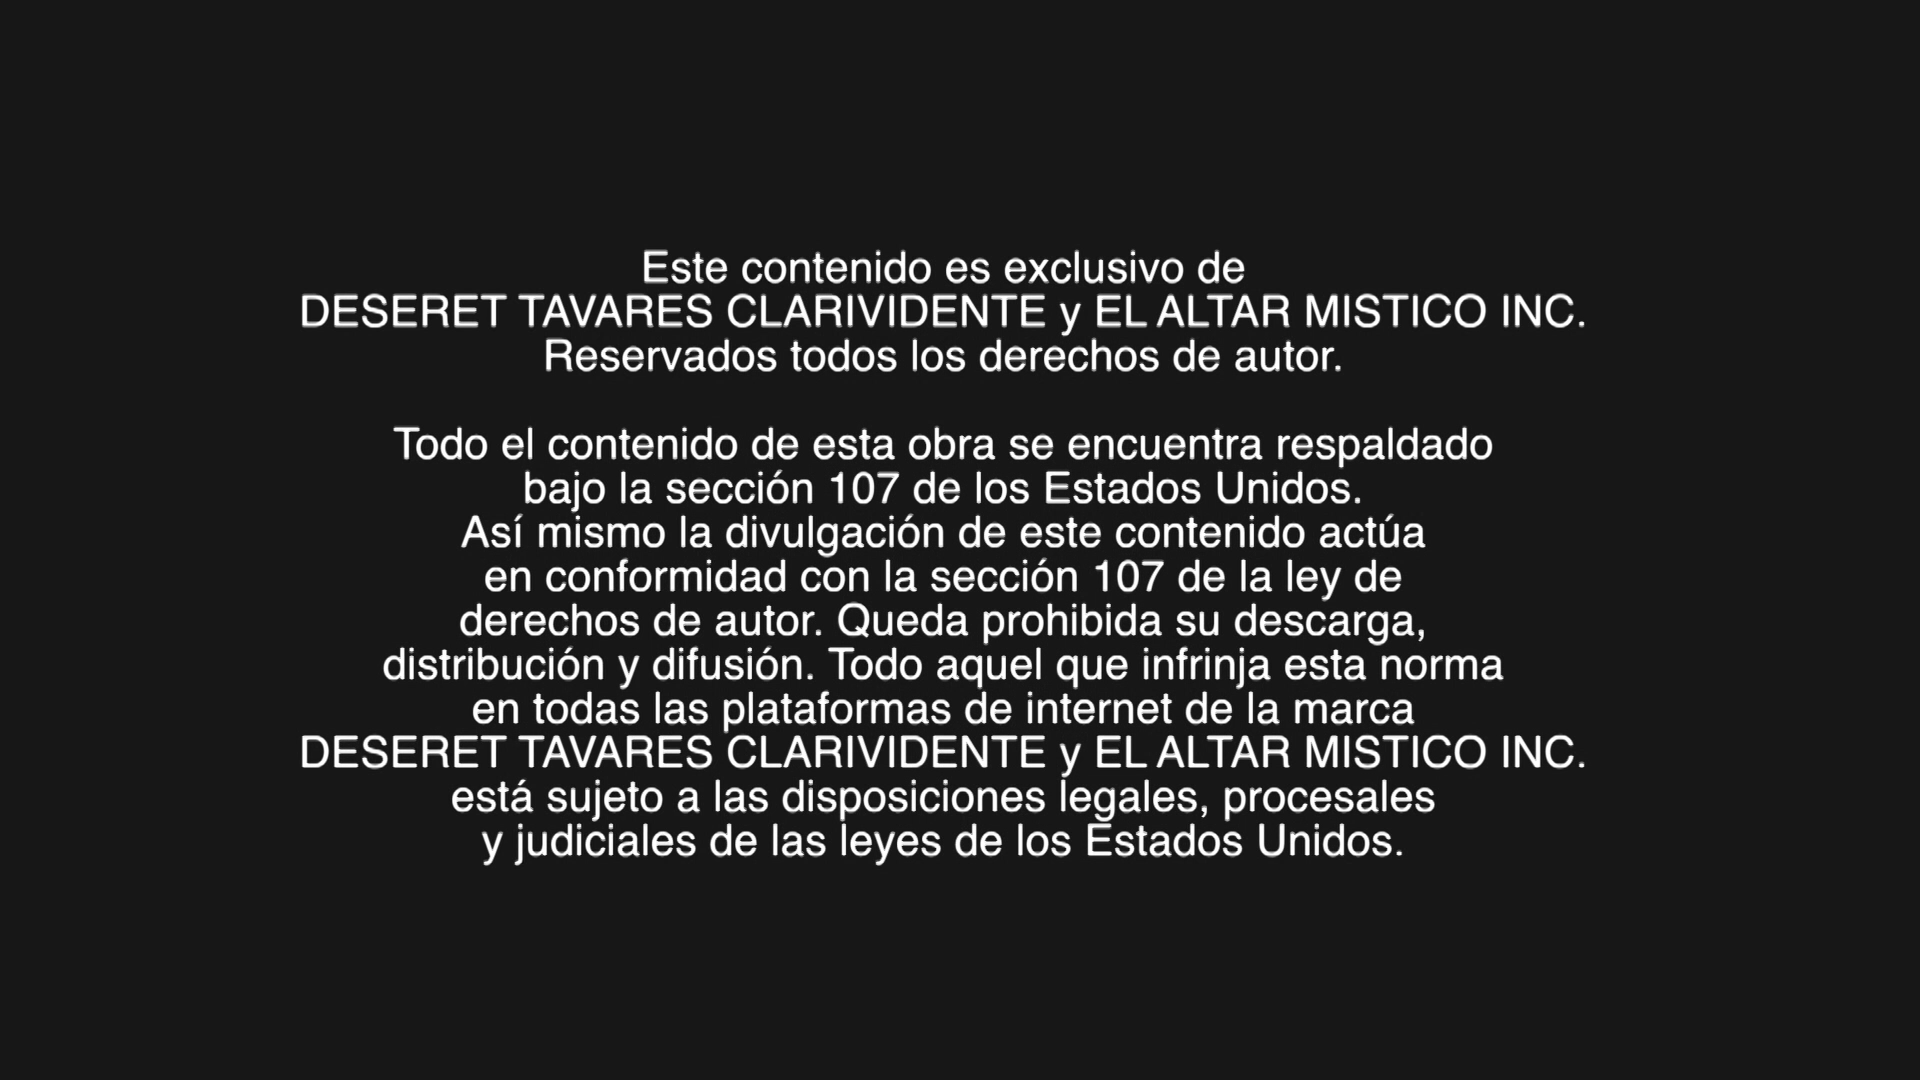 Este contenido es exclusivo de
DESERET TAVARES CLARIVIDENTE y EL ALTAR MISTICO INC.
Reservados todos los derechos de autor.
Todo el contenido de esta obra se encuentra respaldado
bajo la sección 107 de los Estados Unidos.
Así mismo la divulgación de este contenido actúa
en conformidad con la sección 107 de la ley de
derechos de autor. Queda prohibida su descarga,
distribución y difusión. Todo aquel que infrinja esta norma
en todas las plataformas de internet de la marca
DESERET TAVARES CLARIVIDENTE y EL ALTAR MISTICO INC.
está sujeto a las disposiciones legales, procesales
y judiciales de las leyes de los Estados Unidos.